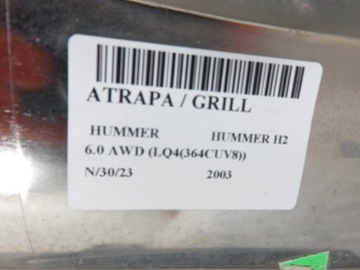 ATRAPA / GRILL
HUMMER HUMMER H2
6.0 AWD (LQ4(364CUV8))
N/30/23 2003